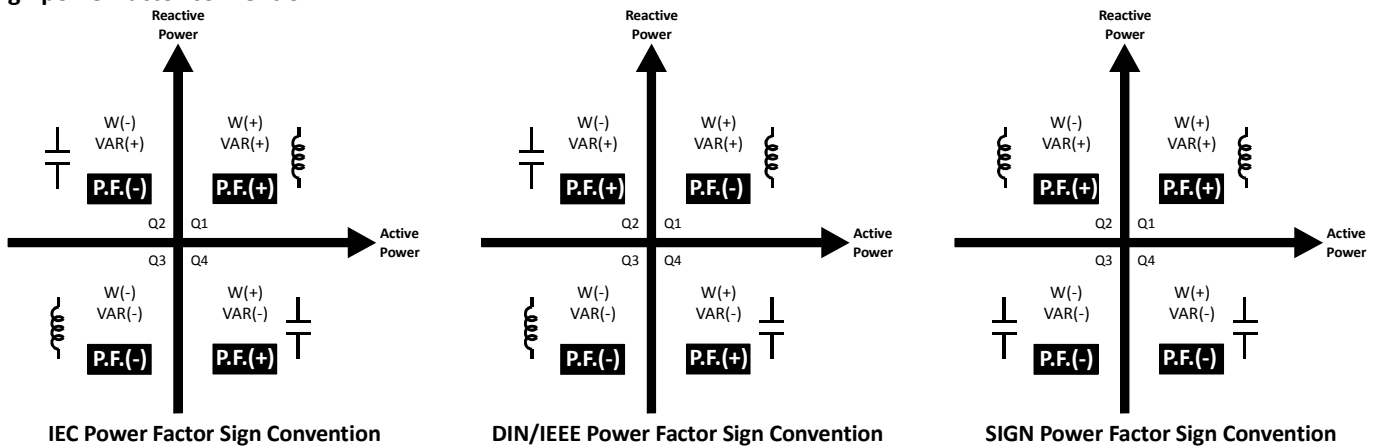 Reactive
Power
W(-)
VAR(+)
P.F.(-)
W(+)
VAR(+)
P.F.(+)
Q2
Q1
Active
Power
Q3
Q4
W(-)
VAR(-)
P.F.(-)
W(+)
VAR(-)
P.F.(+)
IEC Power Factor Sign Convention
W(-)
VAR(+)
P.F.(+)
W(+)
VAR(+)
P.F.(-)
Q2
Q1
Active
Power
Q3
Q4
W(-)
VAR(-)
P.F.(-)
W(+)
VAR(-)
P.F.(+)
DIN/IEEE Power Factor Sign Convention
Reactive
Power
W(-)
VAR(+)
P.F.(+)
W(+)
VAR(+)
P.F.(+)
Q2
Q1
Active
Power
Q3
Q4
W(-)
VAR(-)
P.F.(-)
W(+)
VAR(-)
P.F.(-)
SIGN Power Factor Sign Convention